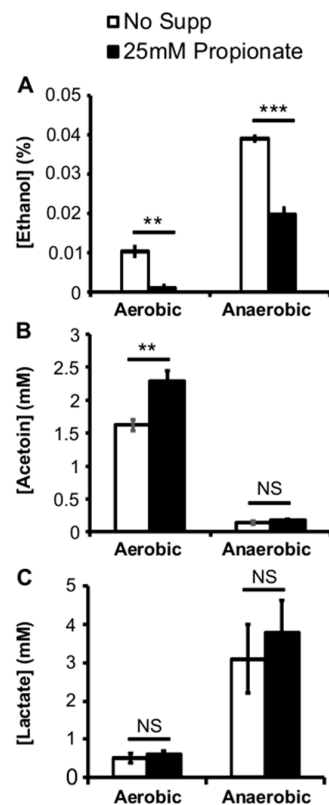 No Supp
25mM Propionate
A
[Ethanol] (%)
0.05
0.04
0.03
0.02
0.01
0
**
***
Aerobic
Anaerobic
B
[Acetoin] (mM)
3
2.5
2
1.5
1
0.5
0
**
NS
Aerobic
Anaerobic
C
[Lactate] (mM)
5
4
3
2
1
0
NS
NS
Aerobic
Anaerobic